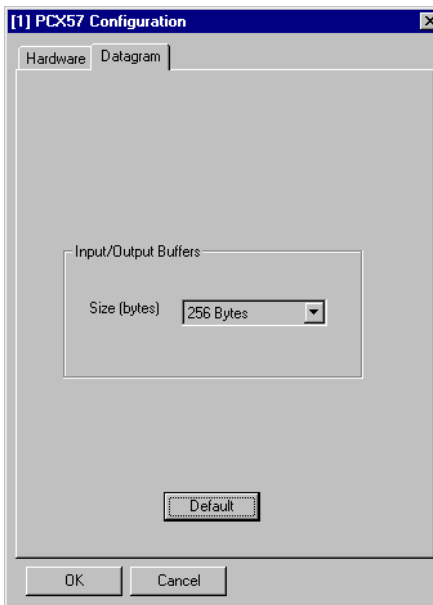 [1] PCX57 Configuration
Hardware Datagram
Input/Output Buffers
Size (bytes) 256 Bytes
Default
OK Cancel